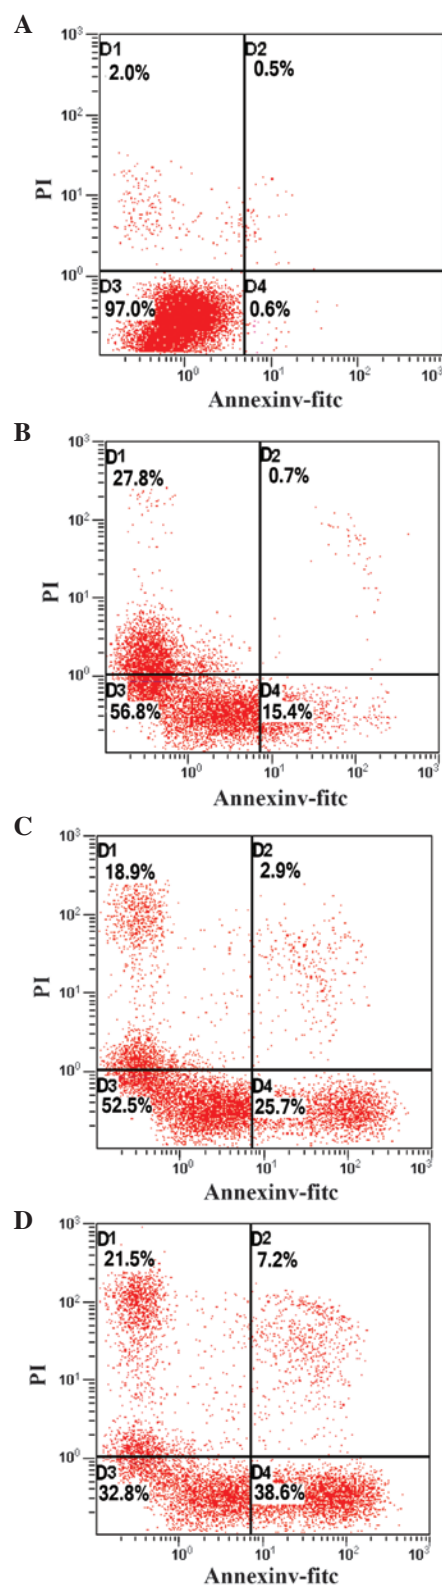 A
10³
D1 D2
2.0% 0.5%
10²
PI
10¹
10⁰
D3 D4
97.0% 0.6%
10⁰ 10¹ 10² 10³
Annexinv-fitc
B
10³
D1 D2
27.8% 0.7%
10²
PI
10¹
10⁰
D3 D4
56.8% 15.4%
10⁰ 10¹ 10² 10³
Annexinv-fitc
C
10³
D1 D2
18.9% 2.9%
10²
PI
10¹
10⁰
D3 D4
52.5% 25.7%
10⁰ 10¹ 10² 10³
Annexinv-fitc
D
10³
D1 D2
21.5% 7.2%
10²
PI
10¹
10⁰
D3 D4
32.8% 38.6%
10⁰ 10¹ 10² 10³
Annexinv-fitc